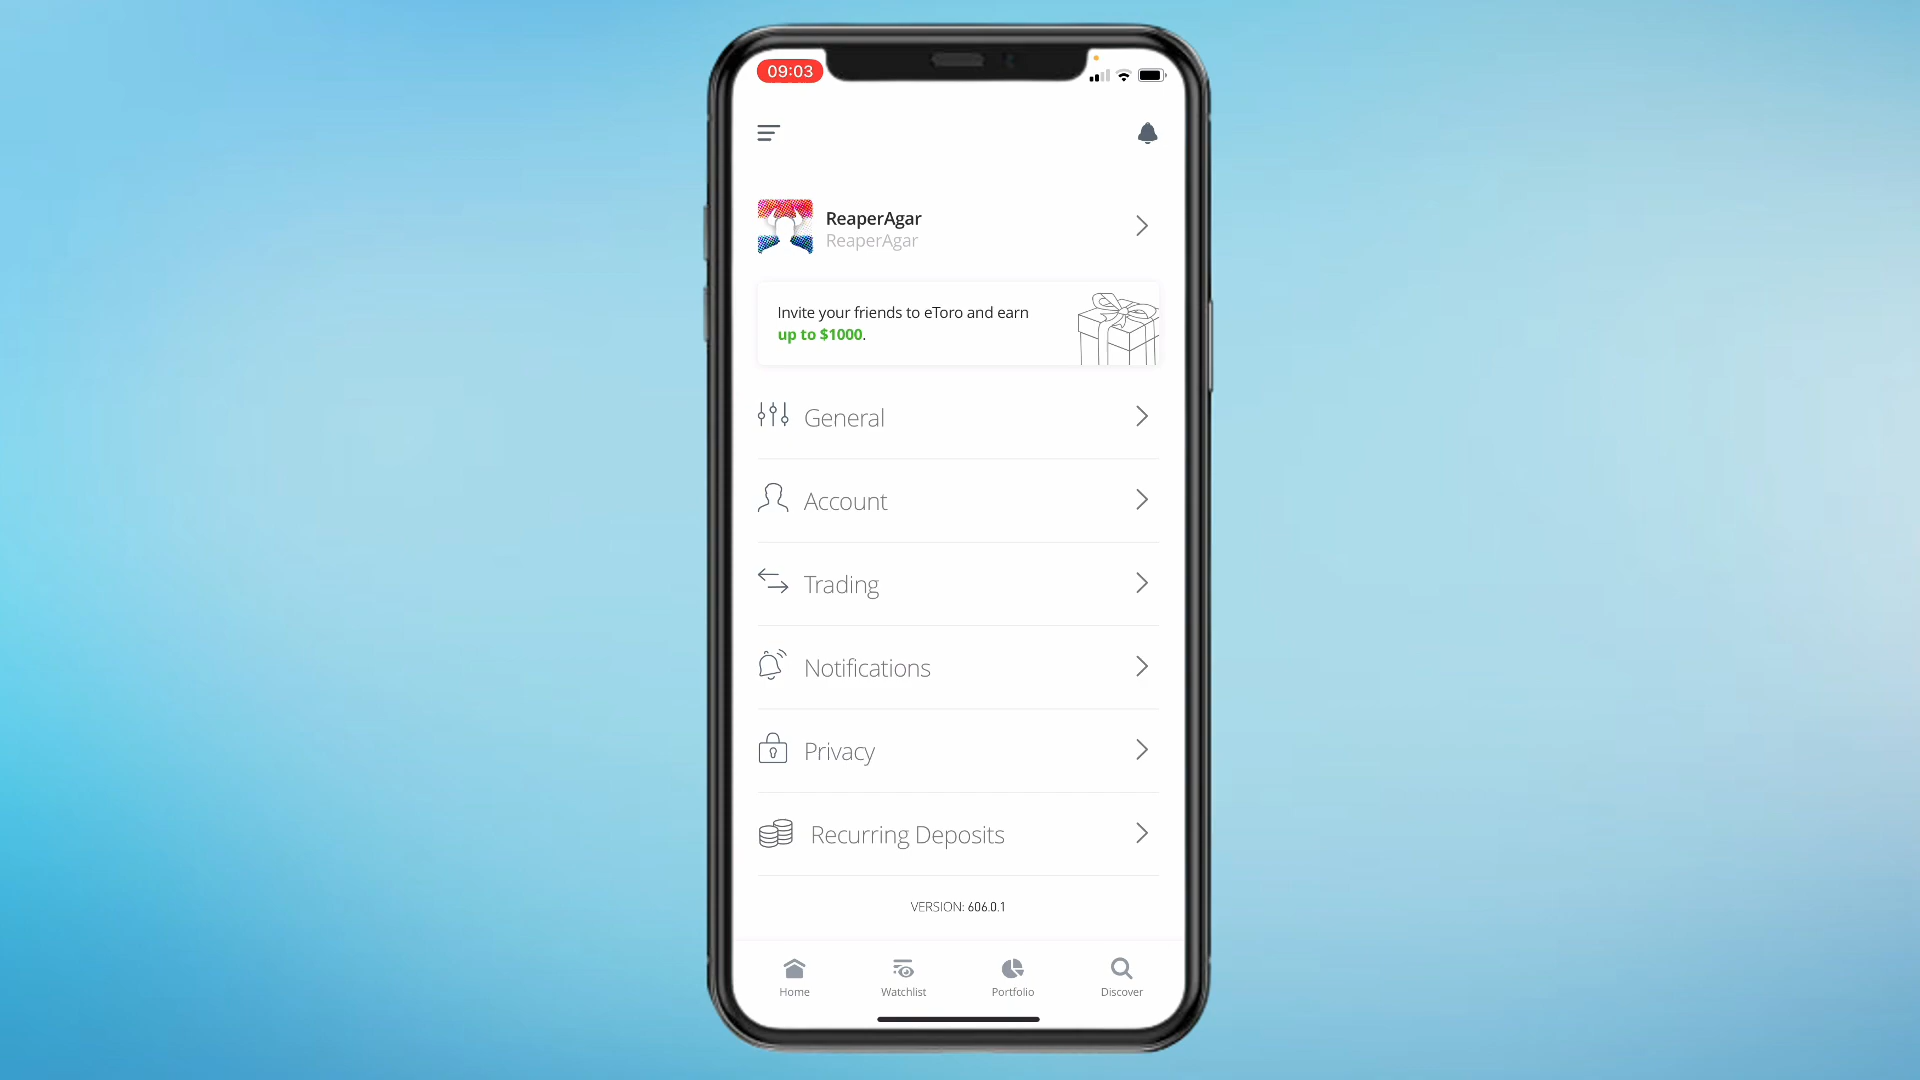 09:03
ReaperAgar
ReaperAgar
Invite your friends to eToro and earn
up to $1000.
General
Account
Trading
Notifications
Privacy
Recurring Deposits
VERSION: 606.0.1
Home
Watchlist
Portfolio
Discover